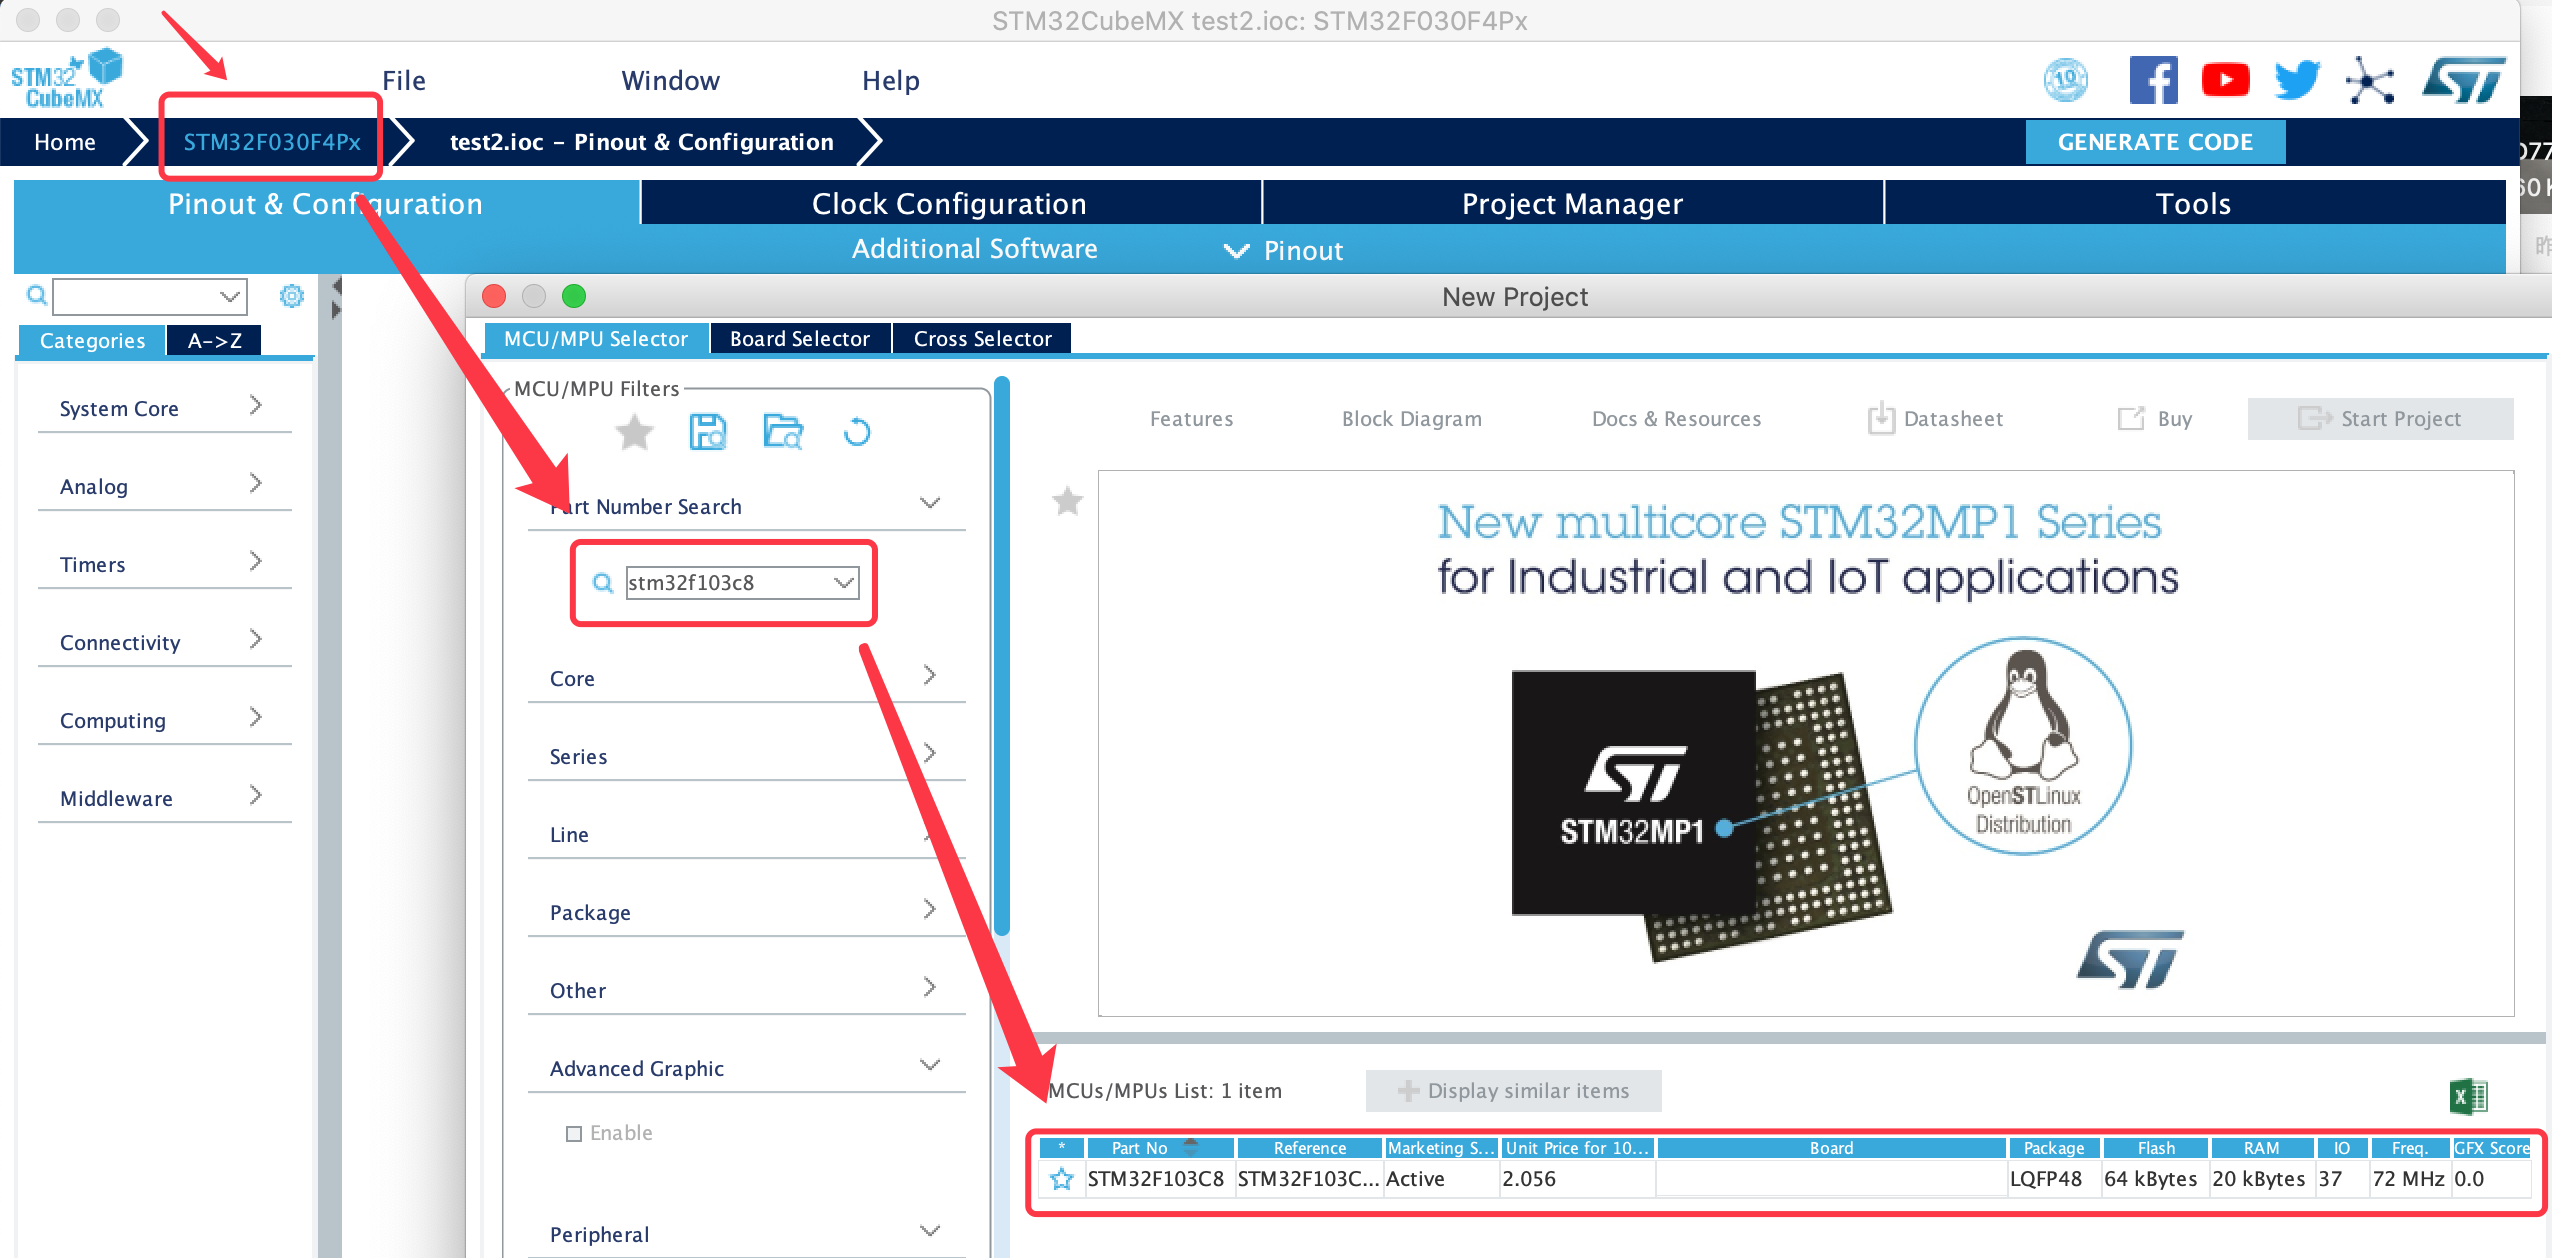 STM32CubeMX test2.ioc: STM32F030F4Px
STM32
CubeMX
File
Window
Help
10
ST
Home
STM32F030F4Px
test2.ioc – Pinout & Configuration
GENERATE CODE
Pinout & Configuration
Clock Configuration
Project Manager
Tools
Additional Software
Pinout
New Project
Categories
A->Z
System Core
Analog
Timers
Connectivity
Computing
Middleware
MCU/MPU Selector
Board Selector
Cross Selector
MCU/MPU Filters
Part Number Search
stm32f103c8
Core
Series
Line
Package
Other
Advanced Graphic
Enable
Peripheral
Features
Block Diagram
Docs & Resources
Datasheet
Buy
Start Project
New multicore STM32MP1 Series
for Industrial and IoT applications
ST
STM32MP1
OpenSTLinux
Distribution
ST
MCUs/MPUs List: 1 item
Display similar items
* Part No Reference Marketing S... Unit Price for 10... Board Package Flash RAM IO Freq. GFX Score
STM32F103C8 STM32F103C... Active 2.056 LQFP48 64 kBytes 20 kBytes 37 72 MHz 0.0